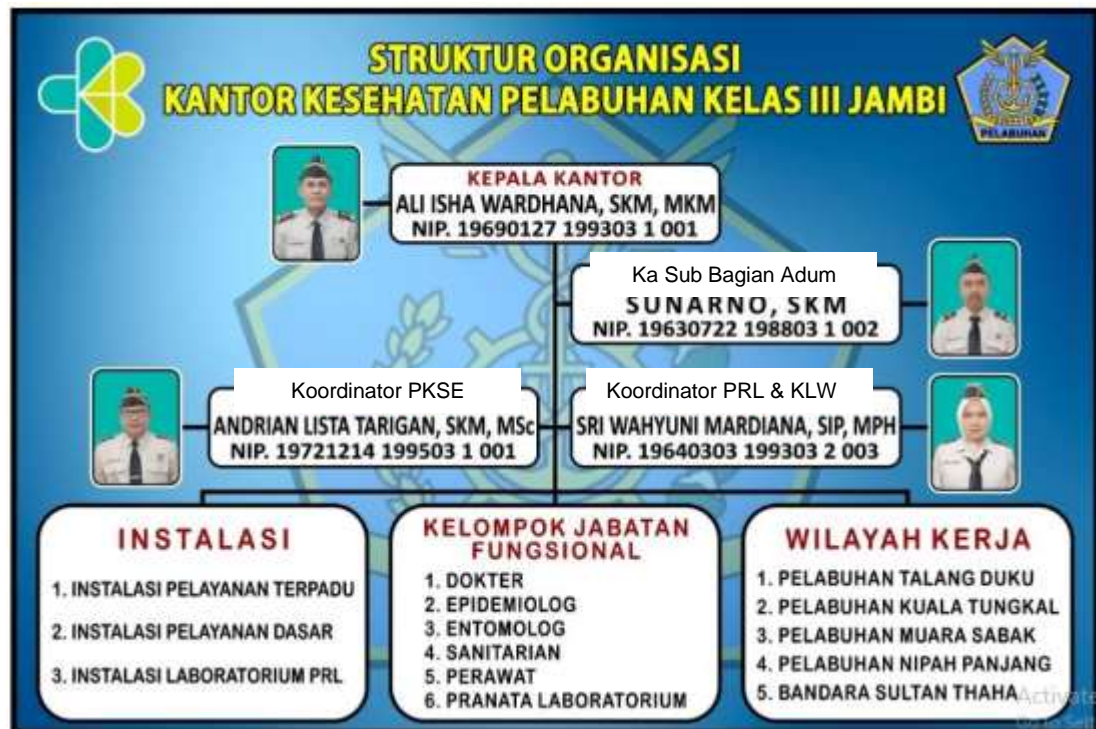 STRUKTUR ORGANISASI
KANTOR KESEHATAN PELABUHAN KELAS III JAMBI
PELABUHAN
KEPALA KANTOR
ALI ISHA WARDHANA, SKM, MKM
NIP. 19690127 199303 1 001
Ka Sub Bagian Adum
SUNARNO, SKM
NIP. 19630722 198803 1 002
Koordinator PKSE
ANDRIAN LISTA TARIGAN, SKM, MSc
NIP. 19721214 199503 1 001
Koordinator PRL & KLW
SRI WAHYUNI MARDIANA, SIP, MPH
NIP. 19640303 199303 2 003
INSTALASI
1. INSTALASI PELAYANAN TERPADU
2. INSTALASI PELAYANAN DASAR
3. INSTALASI LABORATORIUM PRL
KELOMPOK JABATAN
FUNGSIONAL
1. DOKTER
2. EPIDEMIOLOG
3. ENTOMOLOG
4. SANITARIAN
5. PERAWAT
6. PRANATA LABORATORIUM
WILAYAH KERJA
1. PELABUHAN TALANG DUKU
2. PELABUHAN KUALA TUNGKAL
3. PELABUHAN MUARA SABAK
4. PELABUHAN NIPAH PANJANG
5. BANDARA SULTAN THAHA
Activate